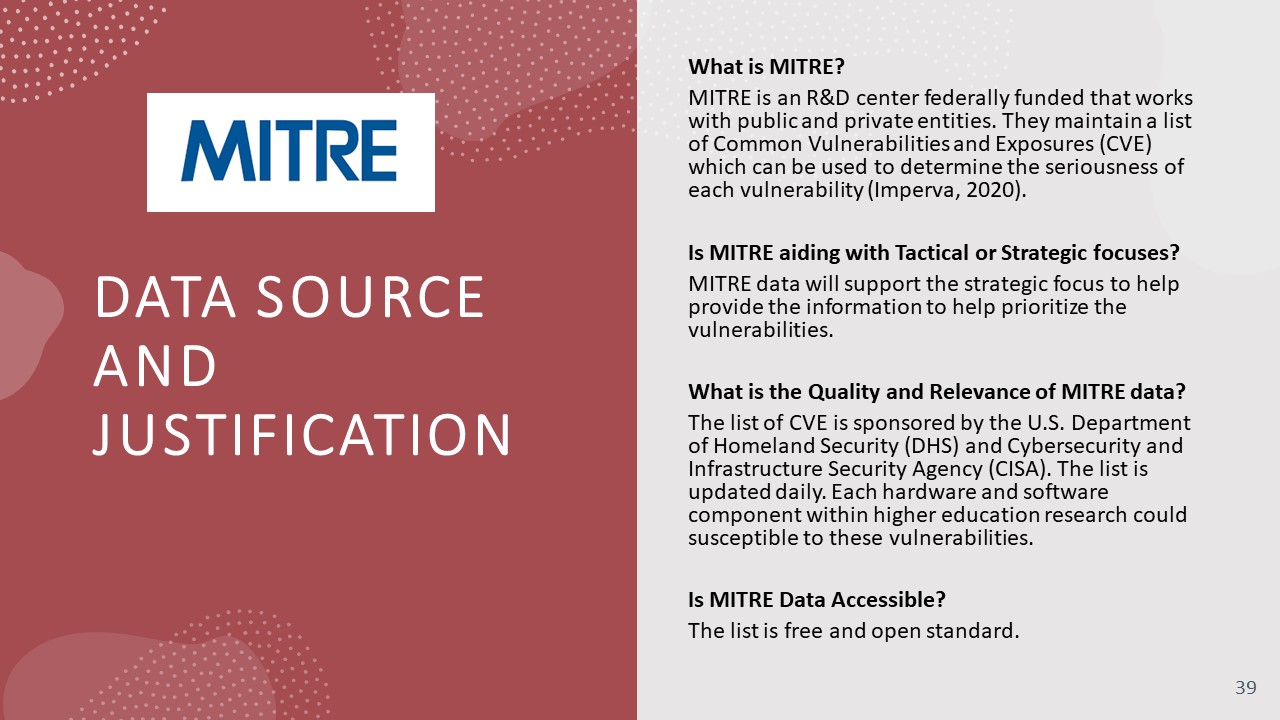 MITRE
DATA SOURCE
AND
JUSTIFICATION
What is MITRE?
MITRE is an R&D center federally funded that works
with public and private entities. They maintain a list
of Common Vulnerabilities and Exposures (CVE)
which can be used to determine the seriousness of
each vulnerability (Imperva, 2020).
Is MITRE aiding with Tactical or Strategic focuses?
MITRE data will support the strategic focus to help
provide the information to help prioritize the
vulnerabilities.
What is the Quality and Relevance of MITRE data?
The list of CVE is sponsored by the U.S. Department
of Homeland Security (DHS) and Cybersecurity and
Infrastructure Security Agency (CISA). The list is
updated daily. Each hardware and software
component within higher education research could
susceptible to these vulnerabilities.
Is MITRE Data Accessible?
The list is free and open standard.
39